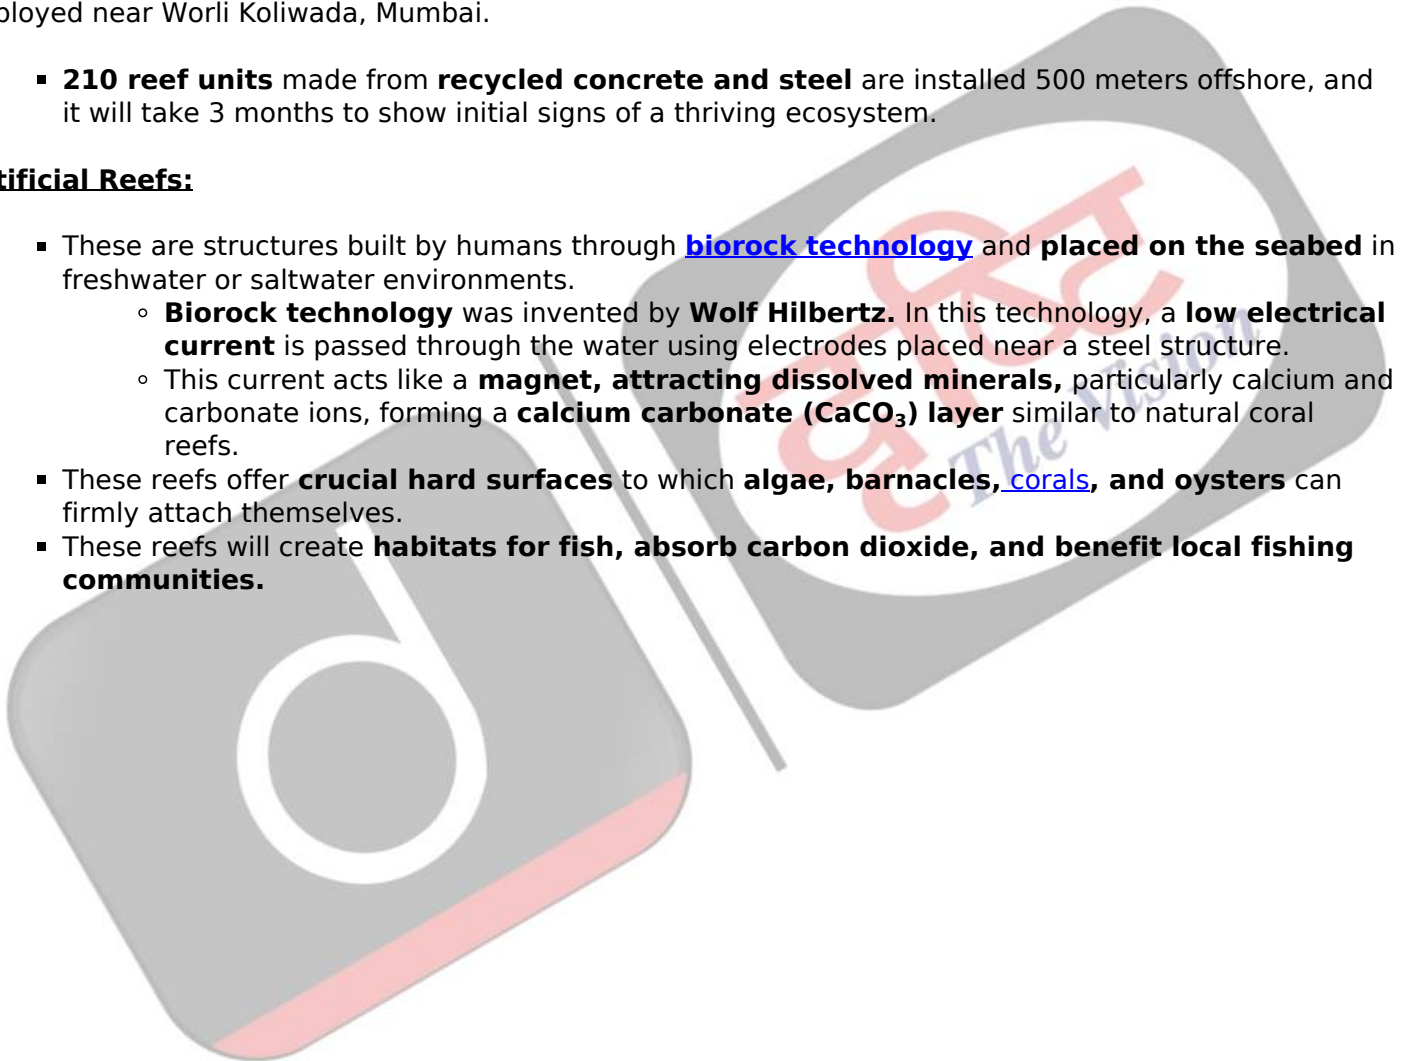 ployed near Worli Koliwada, Mumbai.
▪ 210 reef units made from recycled concrete and steel are installed 500 meters offshore, and
it will take 3 months to show initial signs of a thriving ecosystem.
tificial Reefs:
▪ These are structures built by humans through biorock technology and placed on the seabed in
freshwater or saltwater environments.
◦ Biorock technology was invented by Wolf Hilbertz. In this technology, a low electrical
current is passed through the water using electrodes placed near a steel structure.
◦ This current acts like a magnet, attracting dissolved minerals, particularly calcium and
carbonate ions, forming a calcium carbonate (CaCO₃) layer similar to natural coral
reefs.
▪ These reefs offer crucial hard surfaces to which algae, barnacles, corals, and oysters can
firmly attach themselves.
▪ These reefs will create habitats for fish, absorb carbon dioxide, and benefit local fishing
communities.
दृष्टि
The Vision
d